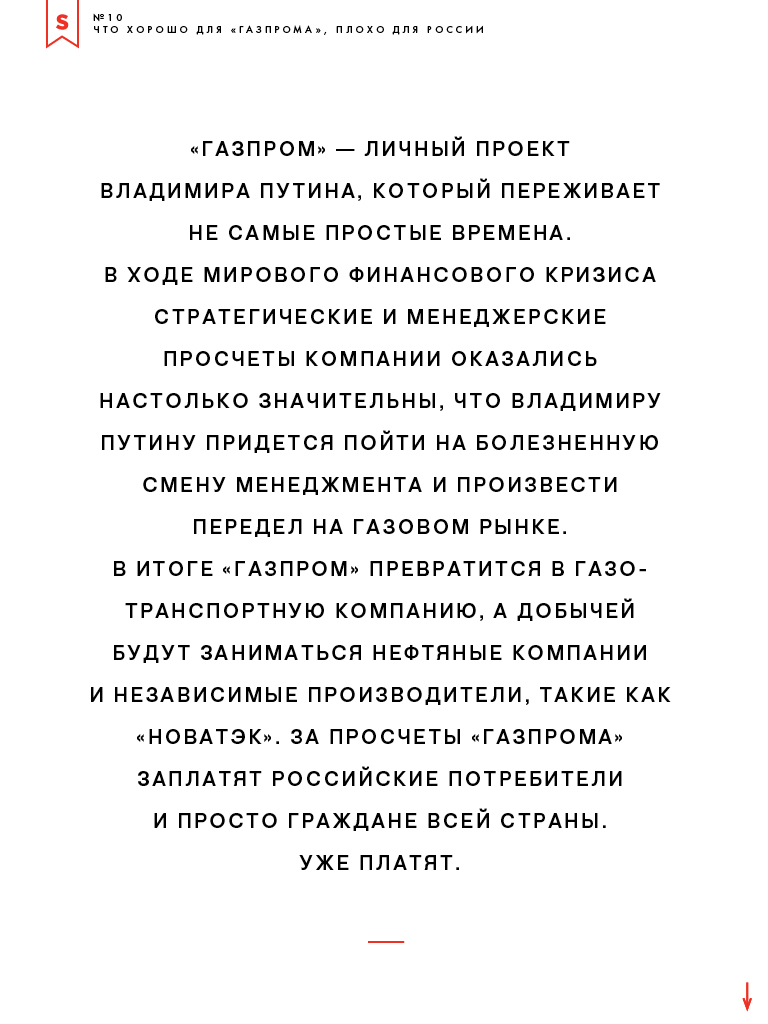 S
№10
ЧТО ХОРОШО ДЛЯ «ГАЗПРОМА», ПЛОХО ДЛЯ РОССИИ
«ГАЗПРОМ» — ЛИЧНЫЙ ПРОЕКТ
ВЛАДИМИРА ПУТИНА, КОТОРЫЙ ПЕРЕЖИВАЕТ
НЕ САМЫЕ ПРОСТЫЕ ВРЕМЕНА.
В ХОДЕ МИРОВОГО ФИНАНСОВОГО КРИЗИСА
СТРАТЕГИЧЕСКИЕ И МЕНЕДЖЕРСКИЕ
ПРОСЧЕТЫ КОМПАНИИ ОКАЗАЛИСЬ
НАСТОЛЬКО ЗНАЧИТЕЛЬНЫ, ЧТО ВЛАДИМИРУ
ПУТИНУ ПРИДЕТСЯ ПОЙТИ НА БОЛЕЗНЕННУЮ
СМЕНУ МЕНЕДЖМЕНТА И ПРОИЗВЕСТИ
ПЕРЕДЕЛ НА ГАЗОВОМ РЫНКЕ.
В ИТОГЕ «ГАЗПРОМ» ПРЕВРАТИТСЯ В ГАЗО-
ТРАНСПОРТНУЮ КОМПАНИЮ, А ДОБЫЧЕЙ
БУДУТ ЗАНИМАТЬСЯ НЕФТЯНЫЕ КОМПАНИИ
И НЕЗАВИСИМЫЕ ПРОИЗВОДИТЕЛИ, ТАКИЕ КАК
«НОВАТЭК». ЗА ПРОСЧЕТЫ «ГАЗПРОМА»
ЗАПЛАТЯТ РОССИЙСКИЕ ПОТРЕБИТЕЛИ
И ПРОСТО ГРАЖДАНЕ ВСЕЙ СТРАНЫ.
УЖЕ ПЛАТЯТ.